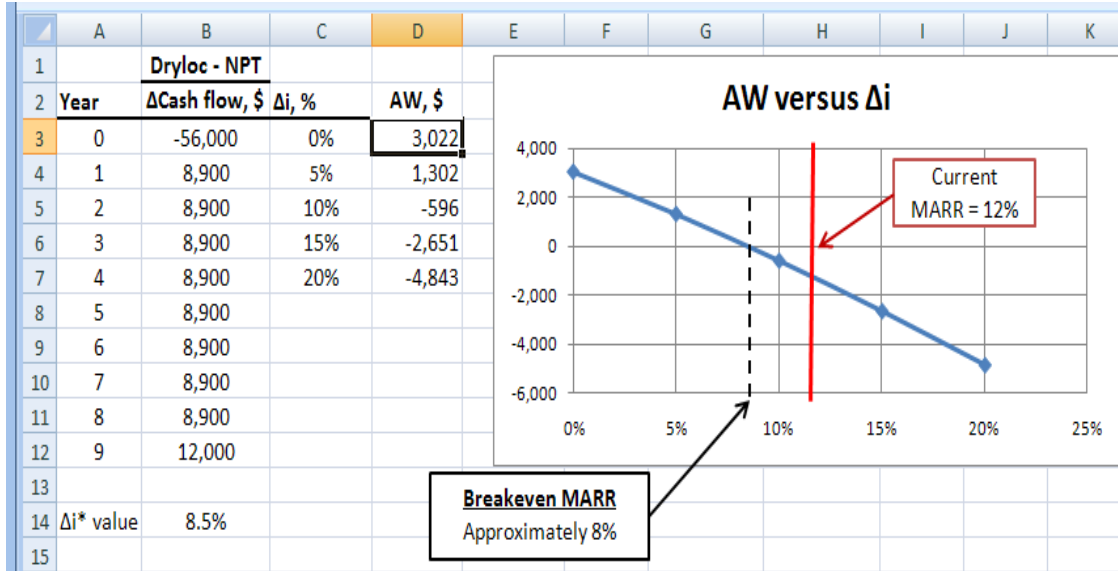 A B C D E F G H I J K
1 Dryloc - NPT
2 Year ΔCash flow, $ Δi, % AW, $
3 0 -56,000 0% 3,022
4 1 8,900 5% 1,302
5 2 8,900 10% -596
6 3 8,900 15% -2,651
7 4 8,900 20% -4,843
8 5 8,900
9 6 8,900
10 7 8,900
11 8 8,900
12 9 12,000
13
14 Δi* value 8.5%
15
AW versus Δi
4,000
2,000
0
-2,000
-4,000
-6,000
0% 5% 10% 15% 20% 25%
Current
MARR = 12%
Breakeven MARR
Approximately 8%